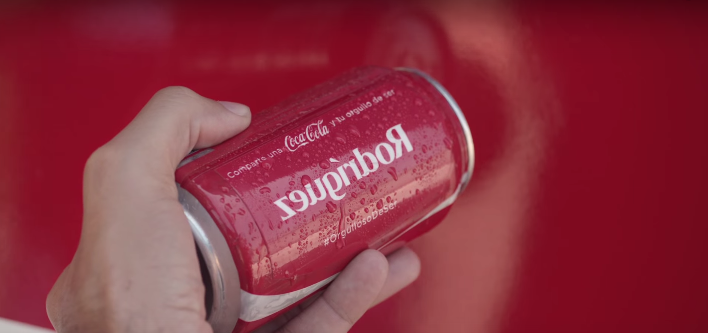 Comparte una Coca-Cola y tu orgullo de ser
Rodríguez
#OrgullosoDeSer